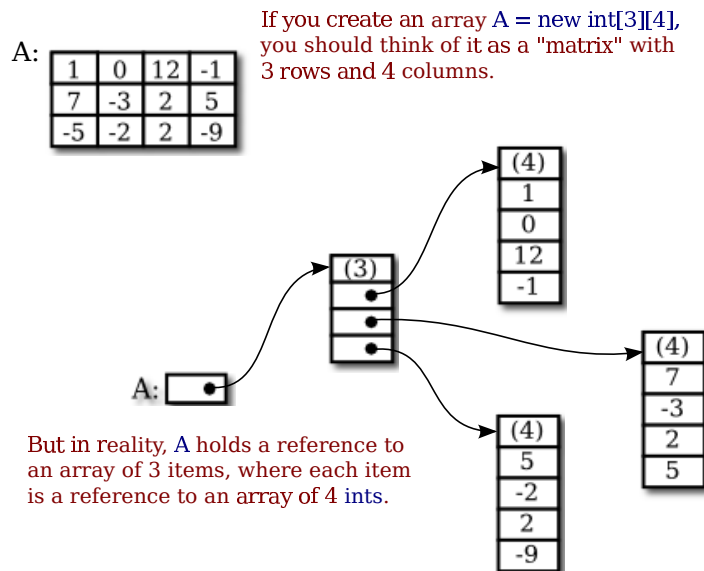 If you create an array A = new int[3][4],
you should think of it as a "matrix" with
3 rows and 4 columns.
A:
1 0 12 -1
7 -3 2 5
-5 -2 2 -9
(4)
1
0
12
-1
(3)
A:
(4)
7
-3
2
5
(4)
5
-2
2
-9
But in reality, A holds a reference to
an array of 3 items, where each item
is a reference to an array of 4 ints.